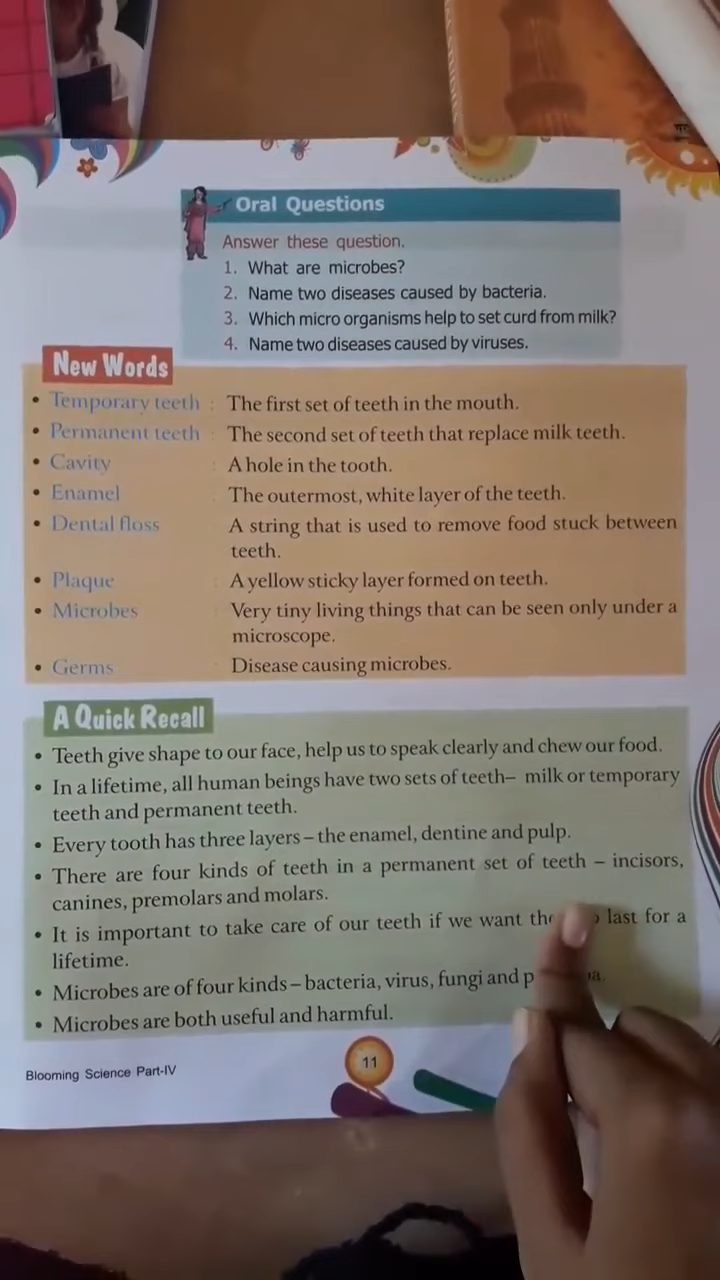 Oral Questions
Answer these question.
1. What are microbes?
2. Name two diseases caused by bacteria.
3. Which micro organisms help to set curd from milk?
4. Name two diseases caused by viruses.
New Words
• Temporary teeth : The first set of teeth in the mouth.
• Permanent teeth : The second set of teeth that replace milk teeth.
• Cavity : A hole in the tooth.
• Enamel : The outermost, white layer of the teeth.
• Dental floss : A string that is used to remove food stuck between
teeth.
• Plaque : A yellow sticky layer formed on teeth.
• Microbes : Very tiny living things that can be seen only under a
microscope.
• Germs : Disease causing microbes.
A Quick Recall
• Teeth give shape to our face, help us to speak clearly and chew our food.
• In a lifetime, all human beings have two sets of teeth– milk or temporary
teeth and permanent teeth.
• Every tooth has three layers – the enamel, dentine and pulp.
• There are four kinds of teeth in a permanent set of teeth – incisors,
canines, premolars and molars.
• It is important to take care of our teeth if we want last for a
lifetime.
• Microbes are of four kinds – bacteria, virus, fungi and
• Microbes are both useful and harmful.
Blooming Science Part-IV
11